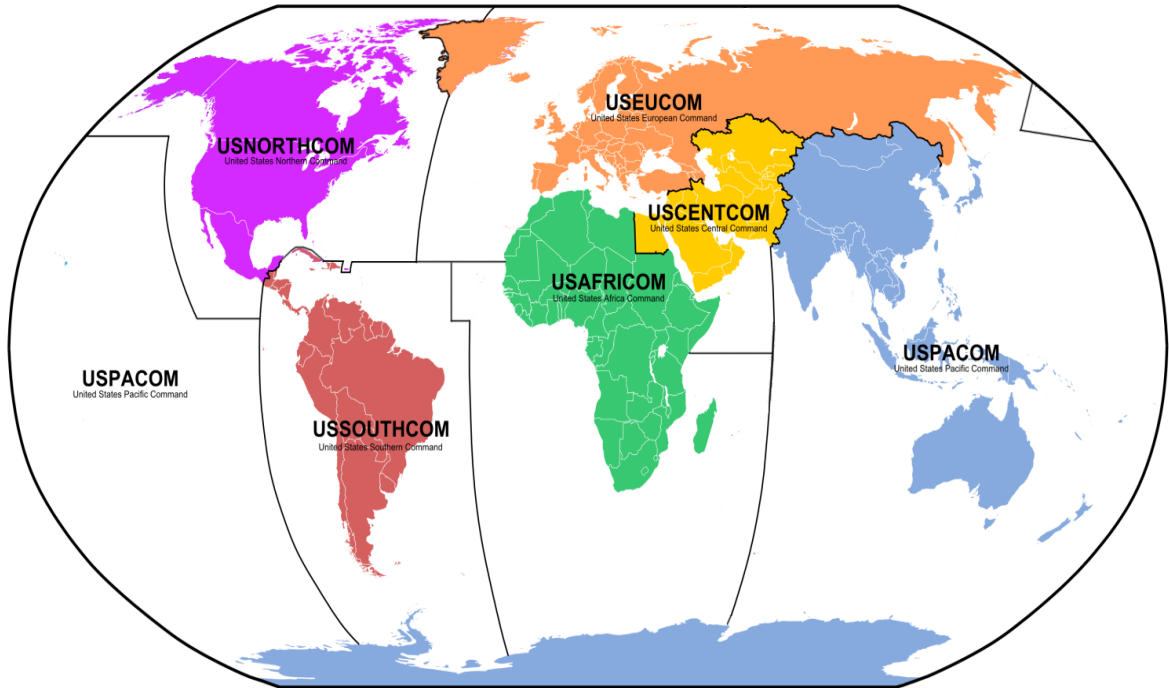 USEUCOM
United States European Command
USNORTHCOM
United States Northern Command
USCENTCOM
United States Central Command
USAFRICOM
United States Africa Command
USPACOM
United States Pacific Command
USPACOM
United States Pacific Command
USSOUTHCOM
United States Southern Command